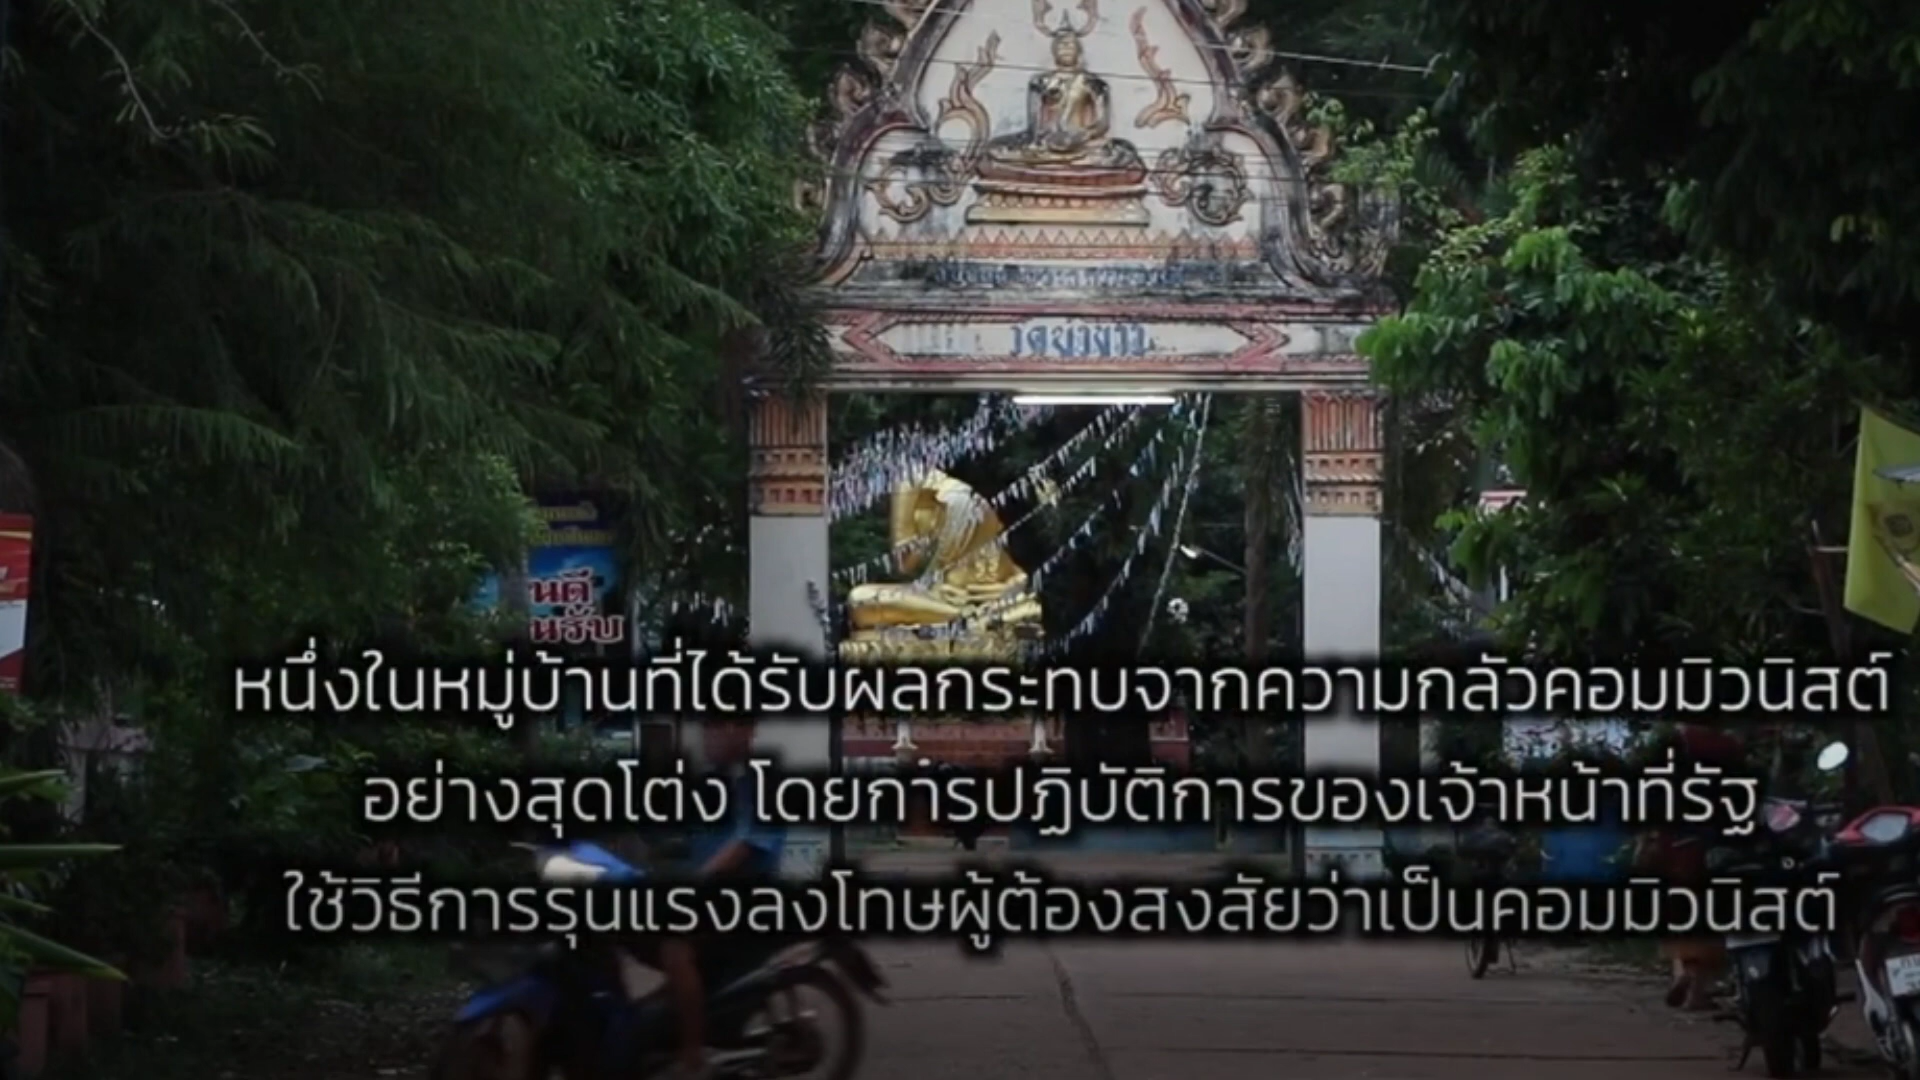 นดี
นรับ
หนึ่งในหมู่บ้านที่ได้รับผลกระทบจากความกลัวคอมมิวนิสต์
อย่างสุดโต่ง โดยการปฏิบัติการของเจ้าหน้าที่รัฐ
ใช้วิธีการรุนแรงลงโทษผู้ต้องสงสัยว่าเป็นคอมมิวนิสต์